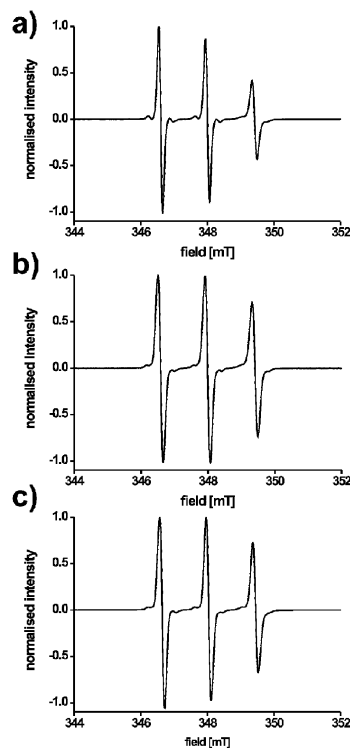 a)
1.0
0.5
0.0
-0.5
-1.0
normalised intensity
344 346 348 350 352
field [mT]
b)
1.0
0.5
0.0
-0.5
-1.0
normalised intensity
344 346 348 350 352
field [mT]
c)
1.0
0.5
0.0
-0.5
-1.0
normalised intensity
344 346 348 350 352
field [mT]